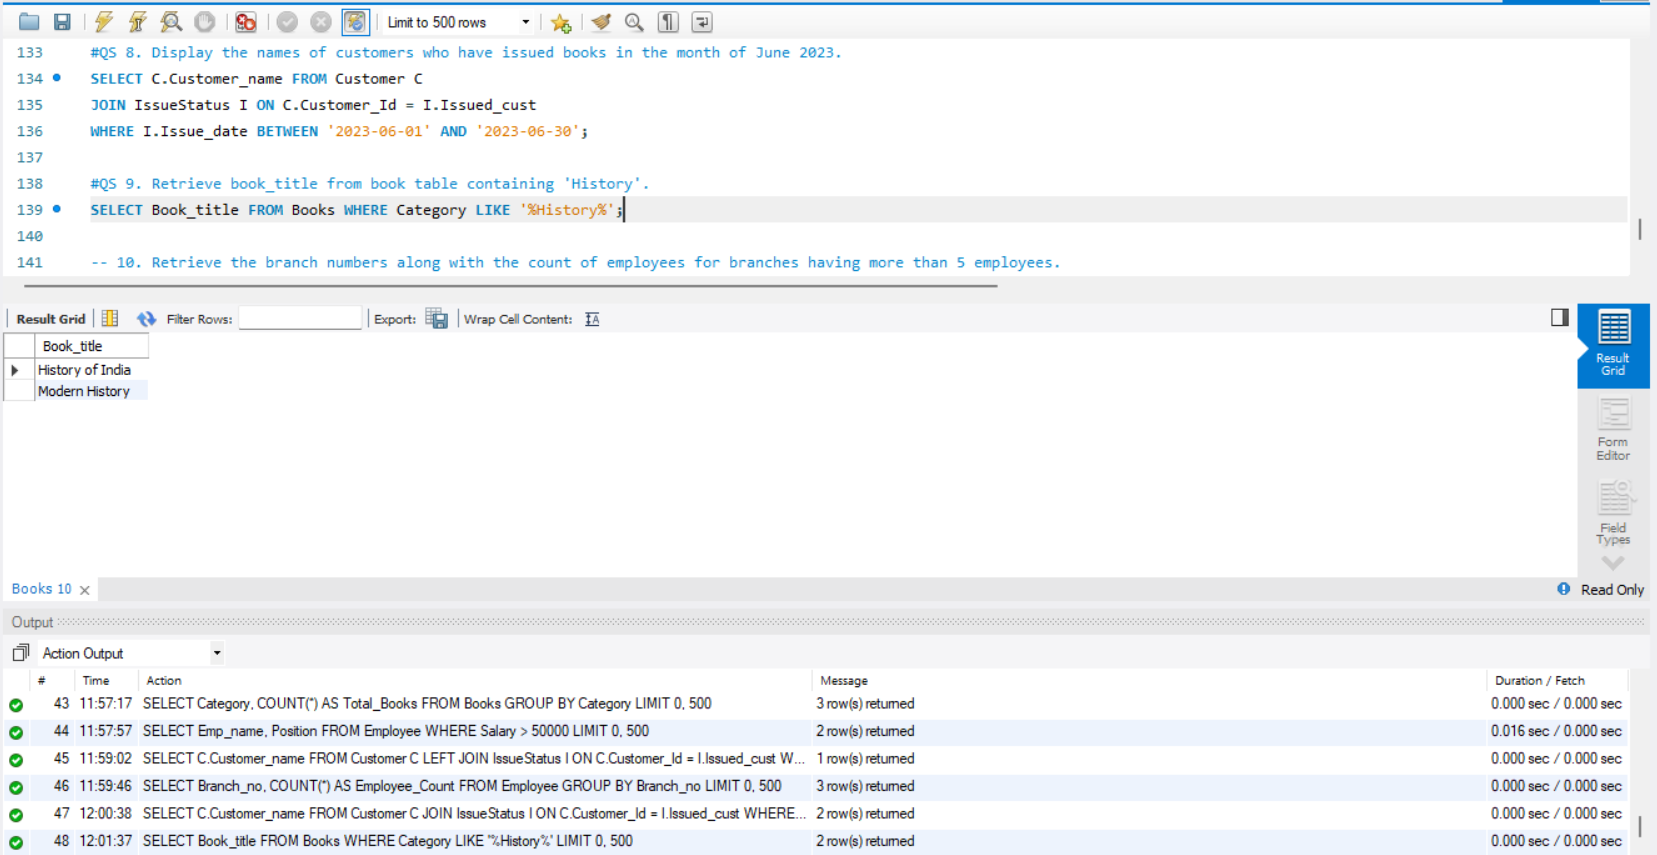 Limit to 500 rows
133 #QS 8. Display the names of customers who have issued books in the month of June 2023.
134 SELECT C.Customer_name FROM Customer C
135 JOIN IssueStatus I ON C.Customer_Id = I.Issued_cust
136 WHERE I.Issue_date BETWEEN '2023-06-01' AND '2023-06-30';
137
138 #QS 9. Retrieve book_title from book table containing 'History'.
139 SELECT Book_title FROM Books WHERE Category LIKE '%History%';
140
141 -- 10. Retrieve the branch numbers along with the count of employees for branches having more than 5 employees.
Result Grid Filter Rows: Export: Wrap Cell Content:
Book_title
History of India
Modern History
Result
Grid
Form
Editor
Field
Types
Books 10 Read Only
Output
Action Output
# Time Action Message Duration / Fetch
43 11:57:17 SELECT Category, COUNT(*) AS Total_Books FROM Books GROUP BY Category LIMIT 0, 500 3 row(s) returned 0.000 sec / 0.000 sec
44 11:57:57 SELECT Emp_name, Position FROM Employee WHERE Salary > 50000 LIMIT 0, 500 2 row(s) returned 0.016 sec / 0.000 sec
45 11:59:02 SELECT C.Customer_name FROM Customer C LEFT JOIN IssueStatus I ON C.Customer_Id = I.Issued_cust W... 1 row(s) returned 0.000 sec / 0.000 sec
46 11:59:46 SELECT Branch_no, COUNT(*) AS Employee_Count FROM Employee GROUP BY Branch_no LIMIT 0, 500 3 row(s) returned 0.000 sec / 0.000 sec
47 12:00:38 SELECT C.Customer_name FROM Customer C JOIN IssueStatus I ON C.Customer_Id = I.Issued_cust WHERE... 2 row(s) returned 0.000 sec / 0.000 sec
48 12:01:37 SELECT Book_title FROM Books WHERE Category LIKE '%History%' LIMIT 0, 500 2 row(s) returned 0.000 sec / 0.000 sec